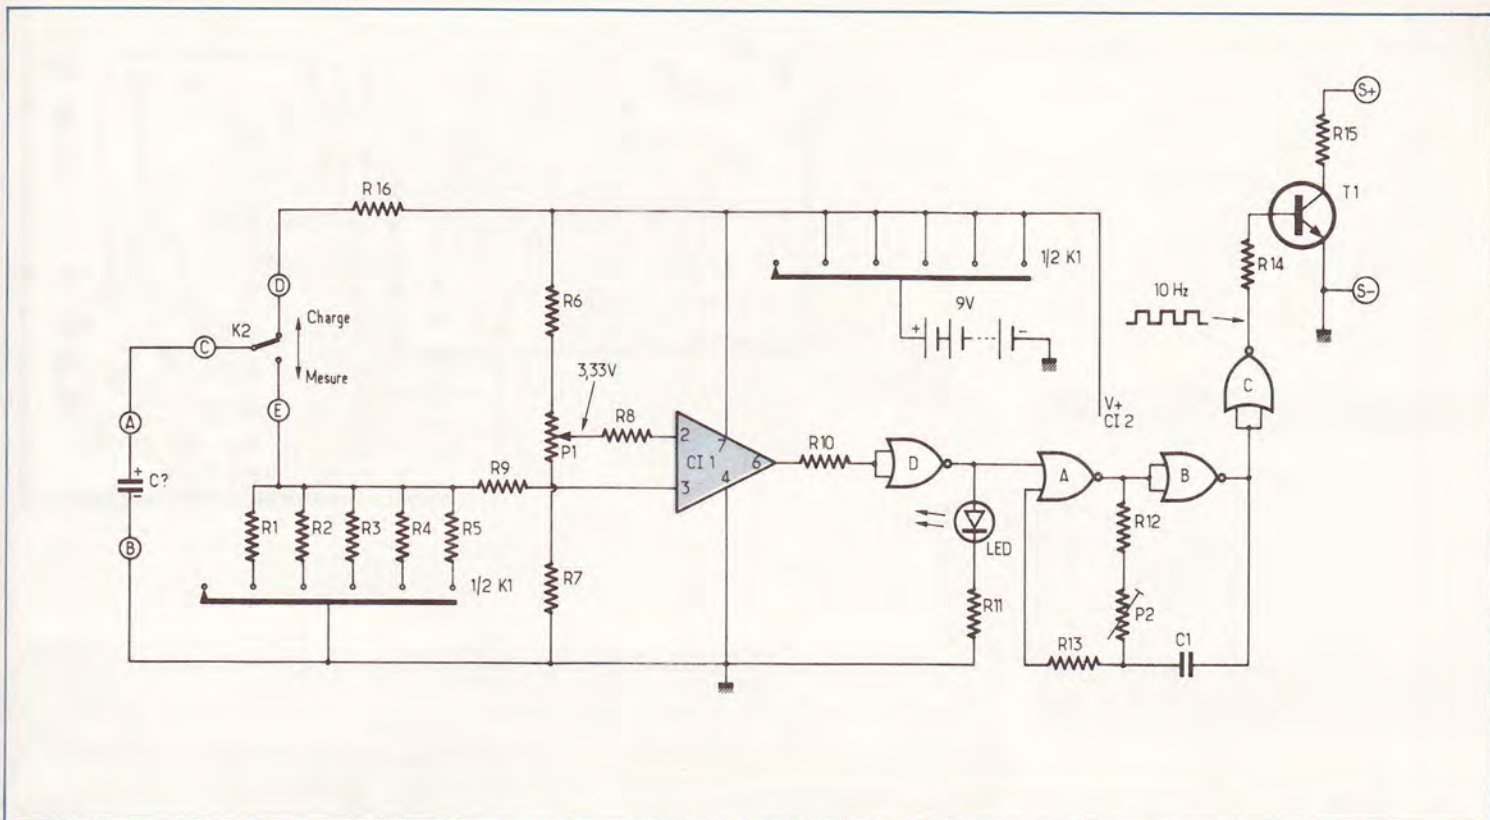 S+
R15
T1
R 16
R14
S-
D
1/2 K1
R6
10 Hz
9V
+
-
K2
Charge
C
Mesure
3,33V
C
E
A
R8
V+
CI 2
2
7
P1
CI 1
6
R10
D
A
B
+
C?
-
R9
3
4
R12
R1
R2
R3
R4
R5
LED
B
1/2 K1
R7
R11
P2
R13
C1